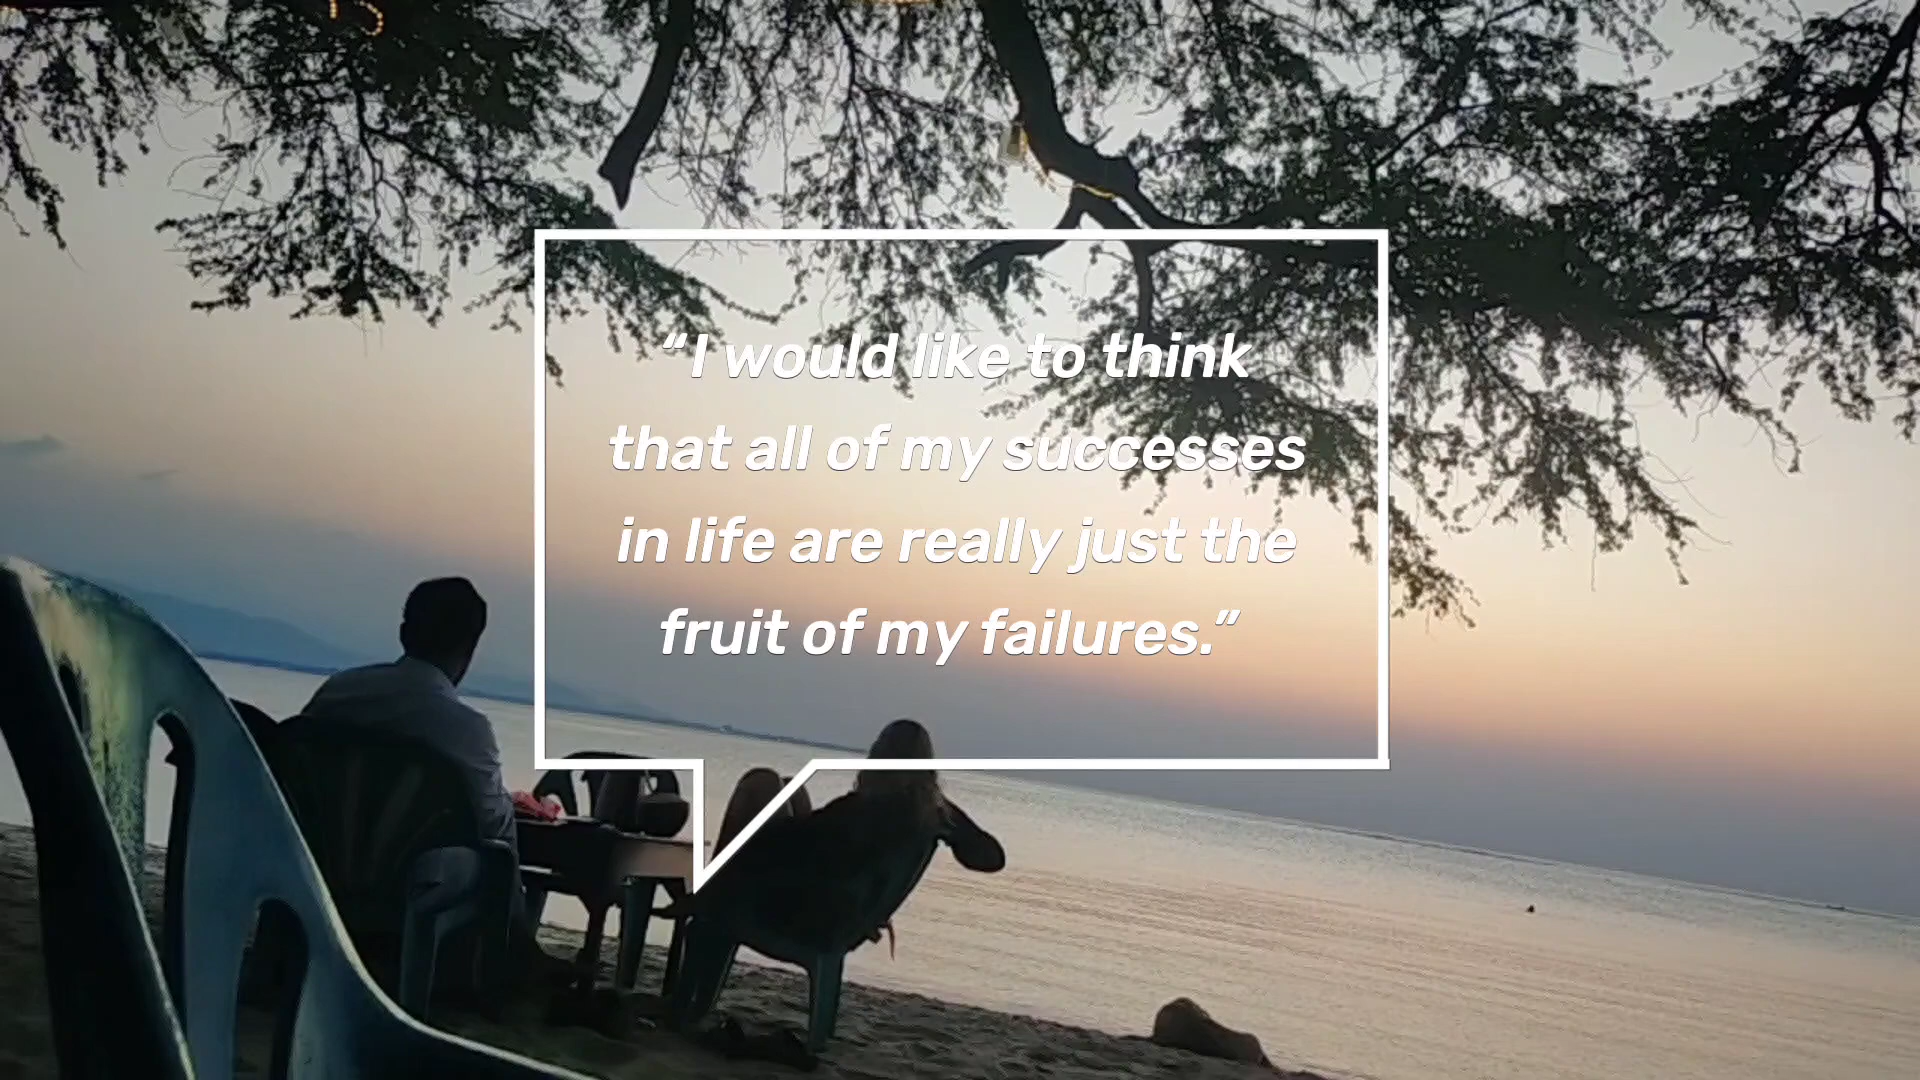 “I would like to think
that all of my successes
in life are really just the
fruit of my failures.”